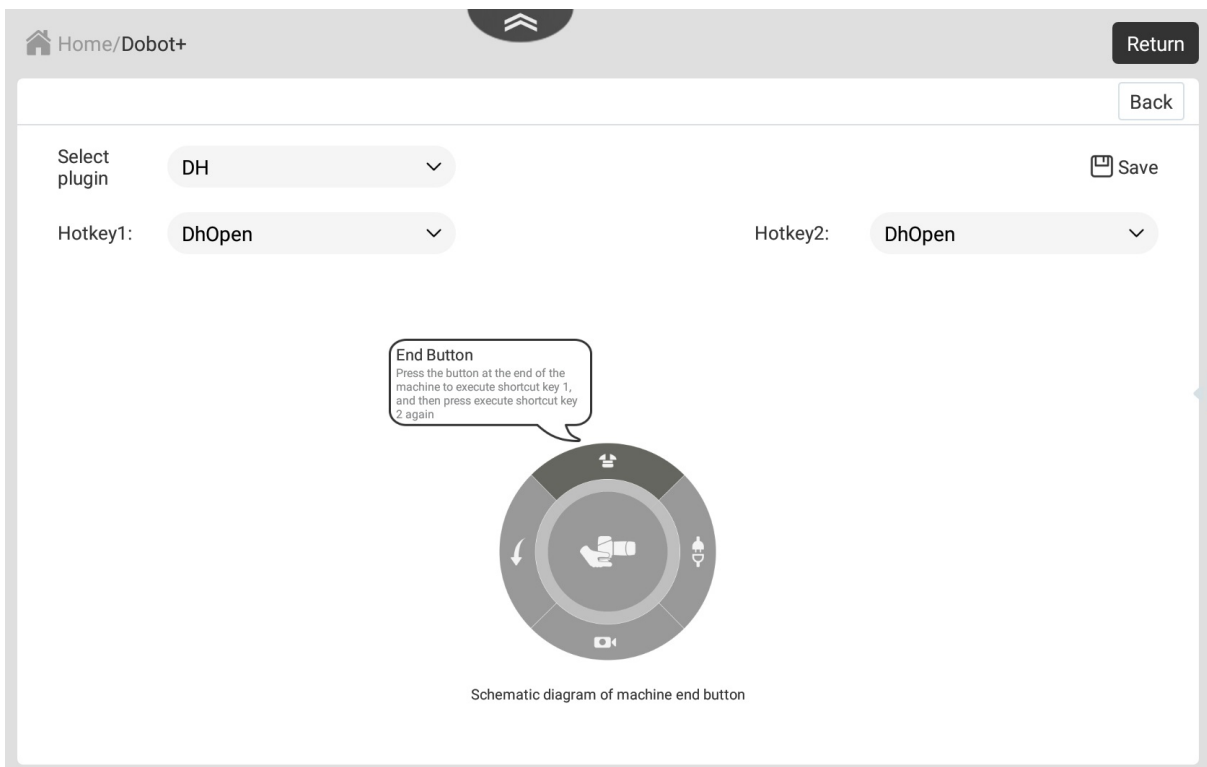 Home/Dobot+
Return
Back
Select
plugin
DH
Save
Hotkey1:
DhOpen
Hotkey2:
DhOpen
End Button
Press the button at the end of the
machine to execute shortcut key 1,
and then press execute shortcut key
2 again
Schematic diagram of machine end button